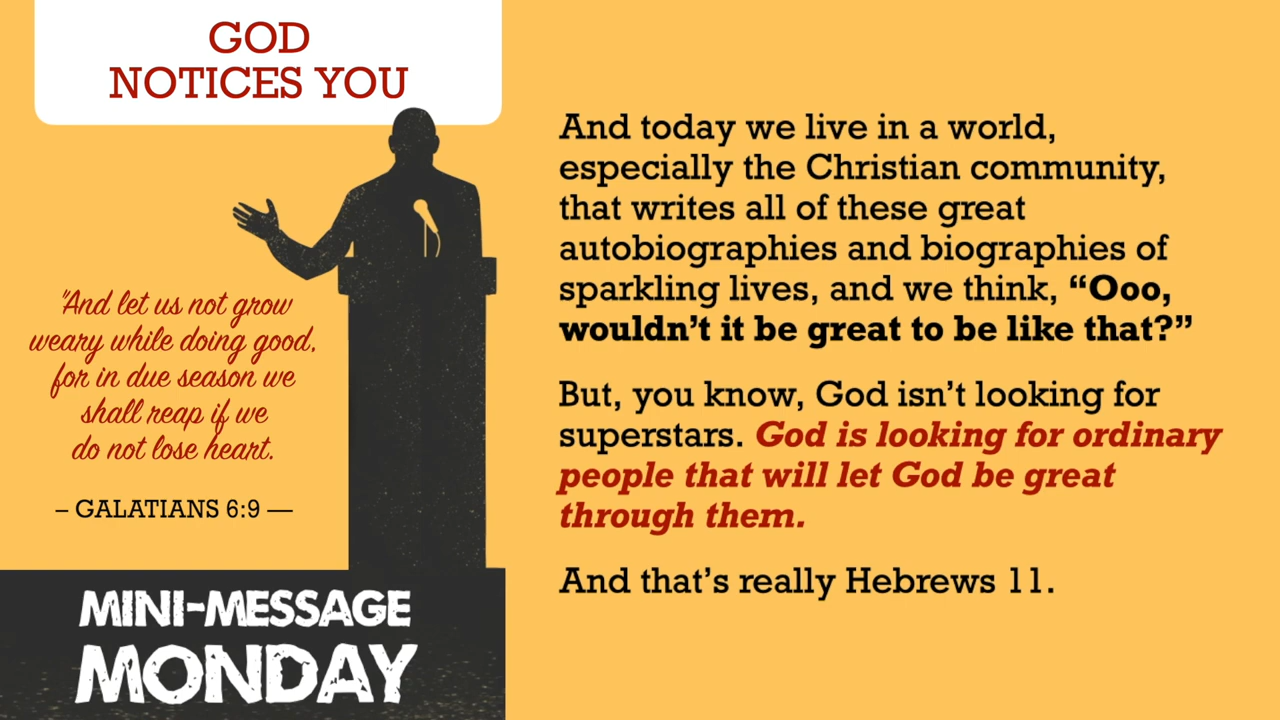 GOD
NOTICES YOU
"And let us not grow
weary while doing good,
for in due season we
shall reap if we
do not lose heart.
– GALATIANS 6:9 —
MINI-MESSAGE
MONDAY
And today we live in a world,
especially the Christian community,
that writes all of these great
autobiographies and biographies of
sparkling lives, and we think, “Ooo,
wouldn’t it be great to be like that?”
But, you know, God isn’t looking for
superstars. God is looking for ordinary
people that will let God be great
through them.
And that’s really Hebrews 11.